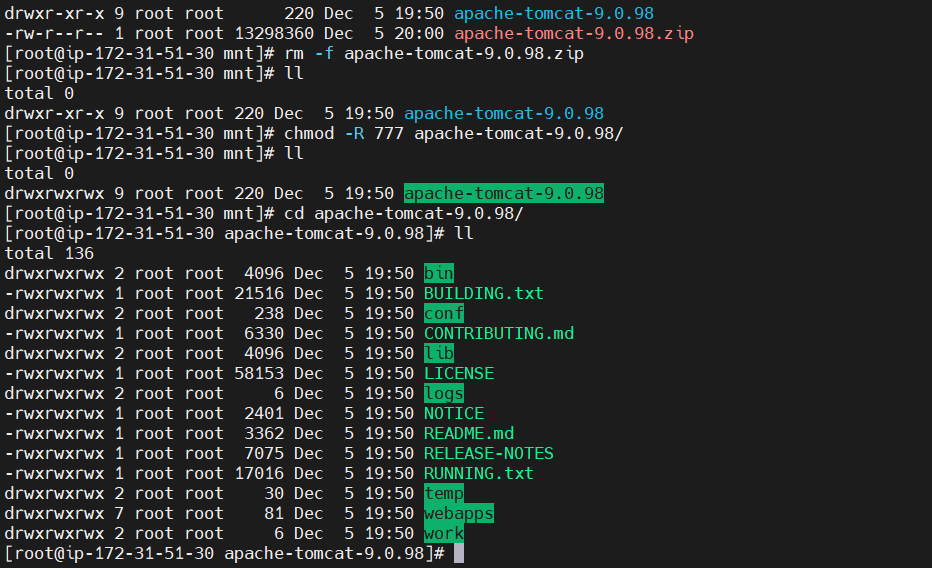 drwxr-xr-x 9 root root      220 Dec  5 19:50 apache-tomcat-9.0.98
-rw-r--r-- 1 root root 13298360 Dec  5 20:00 apache-tomcat-9.0.98.zip
[root@ip-172-31-51-30 mnt]# rm -f apache-tomcat-9.0.98.zip
[root@ip-172-31-51-30 mnt]# ll
total 0
drwxr-xr-x 9 root root 220 Dec  5 19:50 apache-tomcat-9.0.98
[root@ip-172-31-51-30 mnt]# chmod -R 777 apache-tomcat-9.0.98/
[root@ip-172-31-51-30 mnt]# ll
total 0
drwxrwxrwx 9 root root 220 Dec  5 19:50 apache-tomcat-9.0.98
[root@ip-172-31-51-30 mnt]# cd apache-tomcat-9.0.98/
[root@ip-172-31-51-30 apache-tomcat-9.0.98]# ll
total 136
drwxrwxrwx 2 root root  4096 Dec  5 19:50 bin
-rwxrwxrwx 1 root root 21516 Dec  5 19:50 BUILDING.txt
drwxrwxrwx 2 root root   238 Dec  5 19:50 conf
-rwxrwxrwx 1 root root  6330 Dec  5 19:50 CONTRIBUTING.md
drwxrwxrwx 2 root root  4096 Dec  5 19:50 lib
-rwxrwxrwx 1 root root 58153 Dec  5 19:50 LICENSE
drwxrwxrwx 2 root root     6 Dec  5 19:50 logs
-rwxrwxrwx 1 root root  2401 Dec  5 19:50 NOTICE
-rwxrwxrwx 1 root root  3362 Dec  5 19:50 README.md
-rwxrwxrwx 1 root root  7075 Dec  5 19:50 RELEASE-NOTES
-rwxrwxrwx 1 root root 17016 Dec  5 19:50 RUNNING.txt
drwxrwxrwx 2 root root    30 Dec  5 19:50 temp
drwxrwxrwx 7 root root    81 Dec  5 19:50 webapps
drwxrwxrwx 2 root root     6 Dec  5 19:50 work
[root@ip-172-31-51-30 apache-tomcat-9.0.98]#